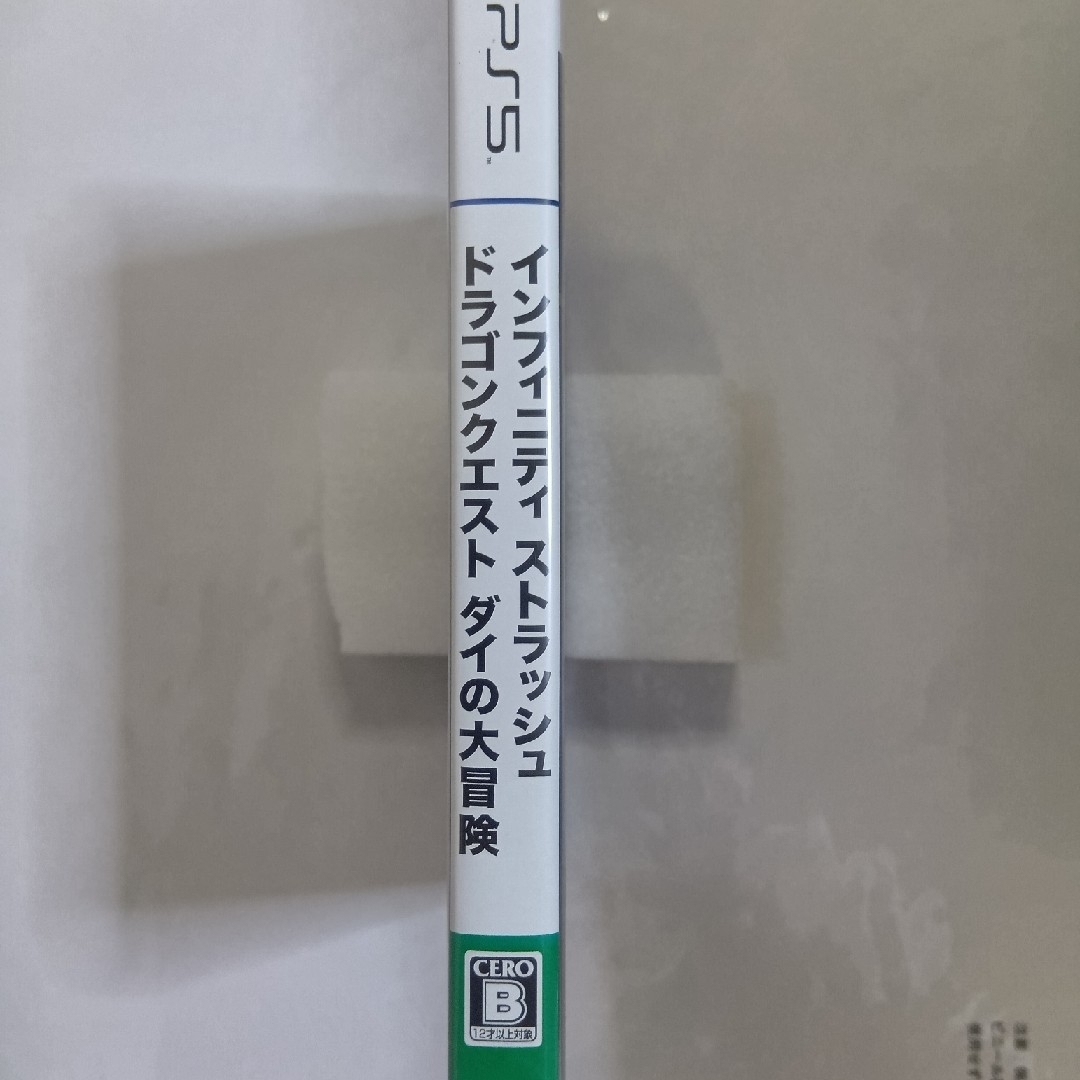 PS5™
インフィニティ ストラッシュ
ドラゴンクエスト ダイの大冒険
CERO
B
12才以上対象